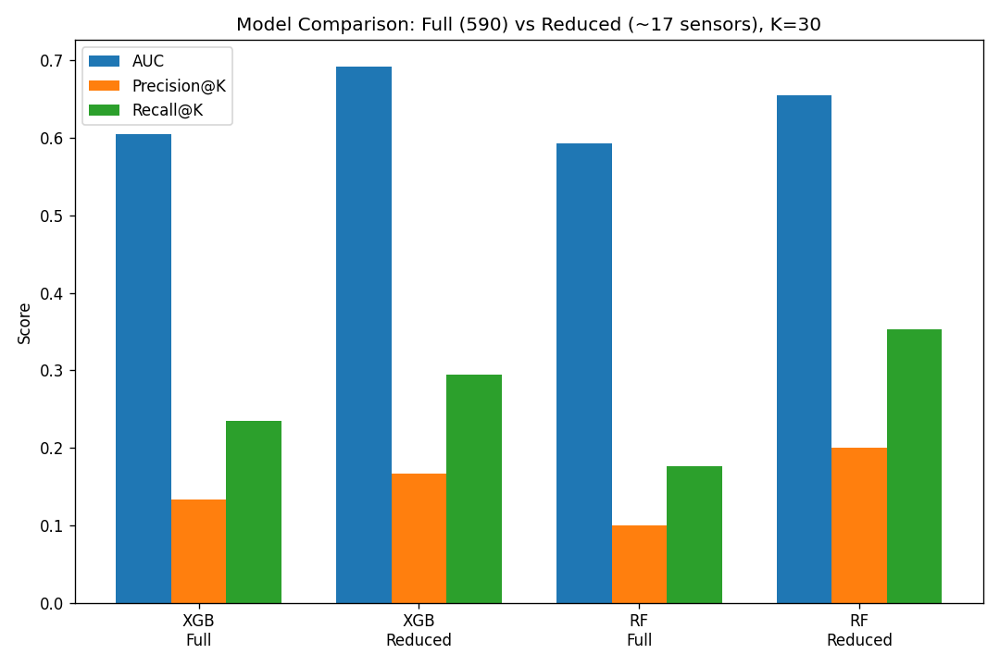 Model Comparison: Full (590) vs Reduced (~17 sensors), K=30
AUC
Precision@K
Recall@K
Score
0.7
0.6
0.5
0.4
0.3
0.2
0.1
0.0
XGB
Full
XGB
Reduced
RF
Full
RF
Reduced